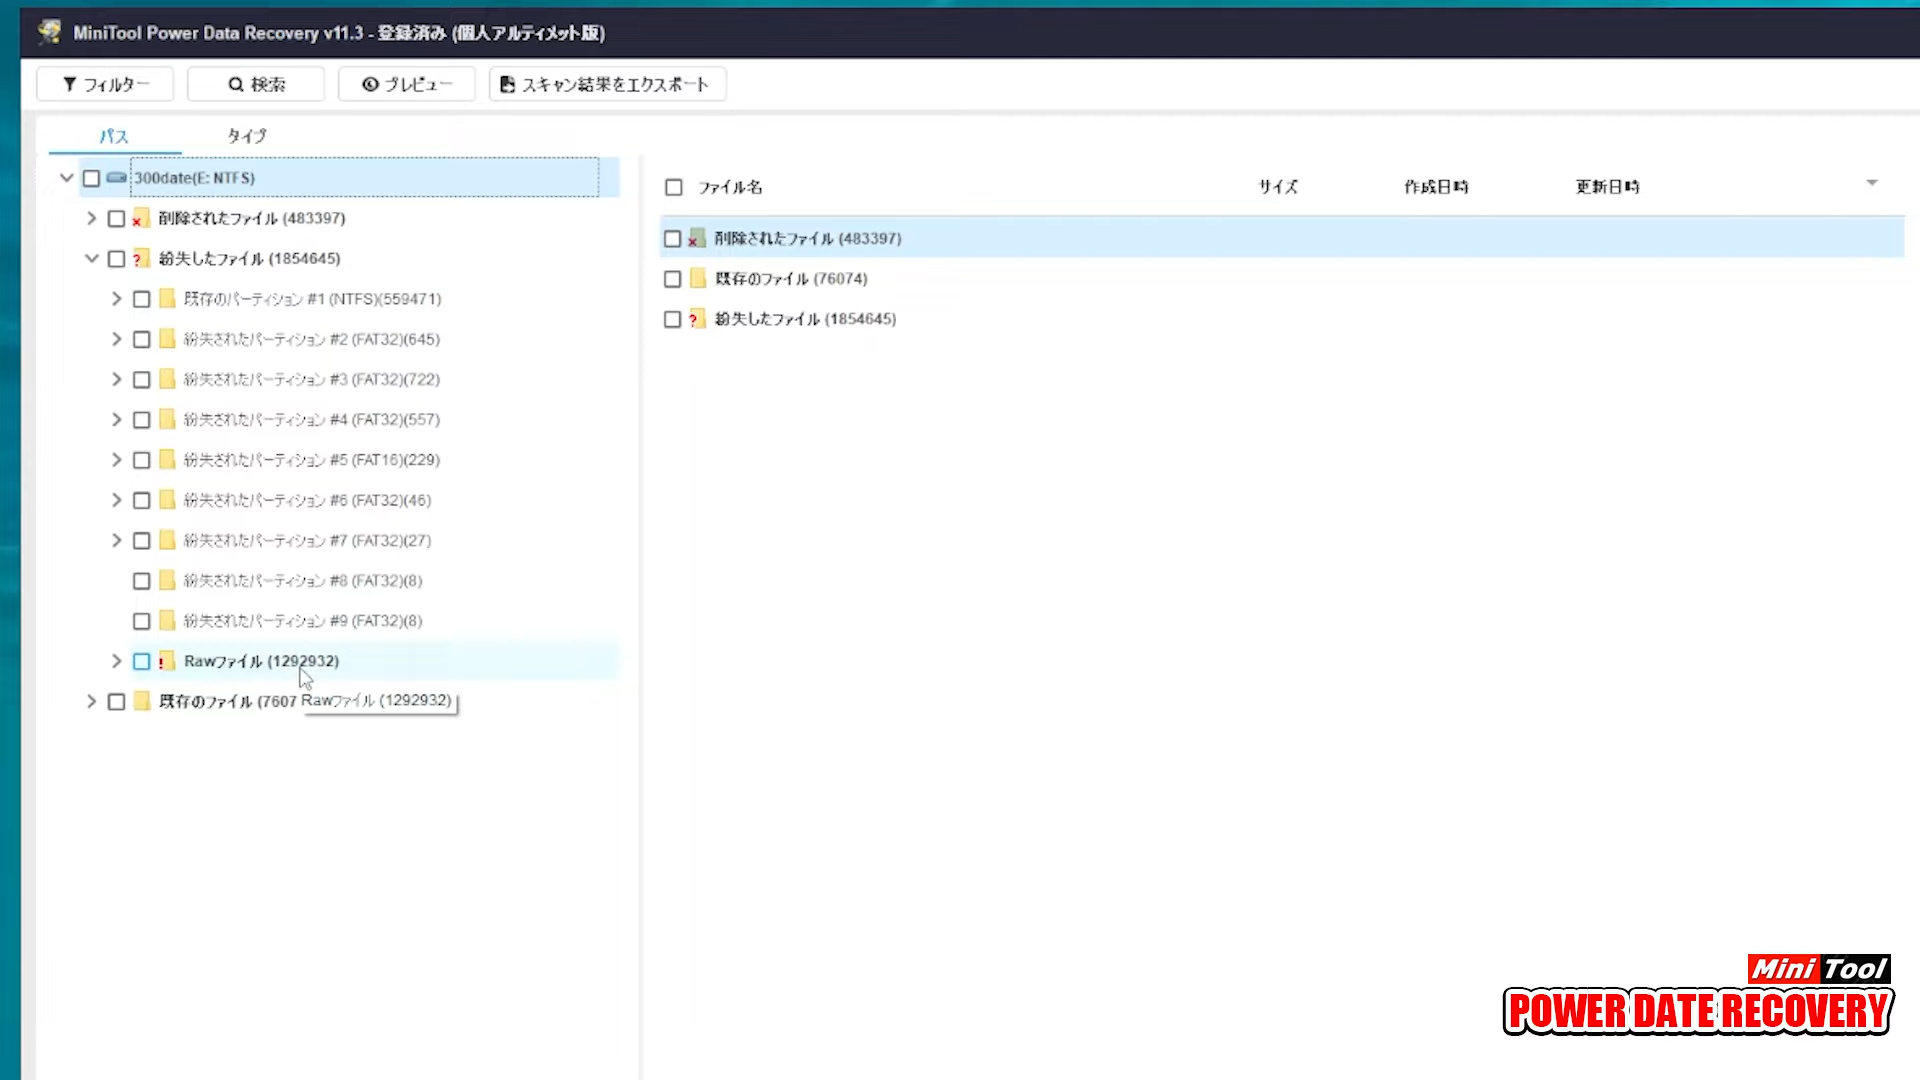 MiniTool Power Data Recovery v11.3 - 登録済み (個人アルティメット版)
フィルター
検索
プレビュー
スキャン結果をエクスポート
パス
タイプ
300date(E: NTFS)
削除されたファイル (483397)
紛失したファイル (1854645)
既存のパーティション #1 (NTFS)(559471)
紛失されたパーティション #2 (FAT32)(645)
紛失されたパーティション #3 (FAT32)(722)
紛失されたパーティション #4 (FAT32)(557)
紛失されたパーティション #5 (FAT16)(229)
紛失されたパーティション #6 (FAT32)(46)
紛失されたパーティション #7 (FAT32)(27)
紛失されたパーティション #8 (FAT32)(8)
紛失されたパーティション #9 (FAT32)(8)
Rawファイル (1292932)
既存のファイル (7607
Rawファイル (1292932)
ファイル名
サイズ
作成日時
更新日時
削除されたファイル (483397)
既存のファイル (76074)
紛失したファイル (1854645)
Mini Tool
POWER DATE RECOVERY